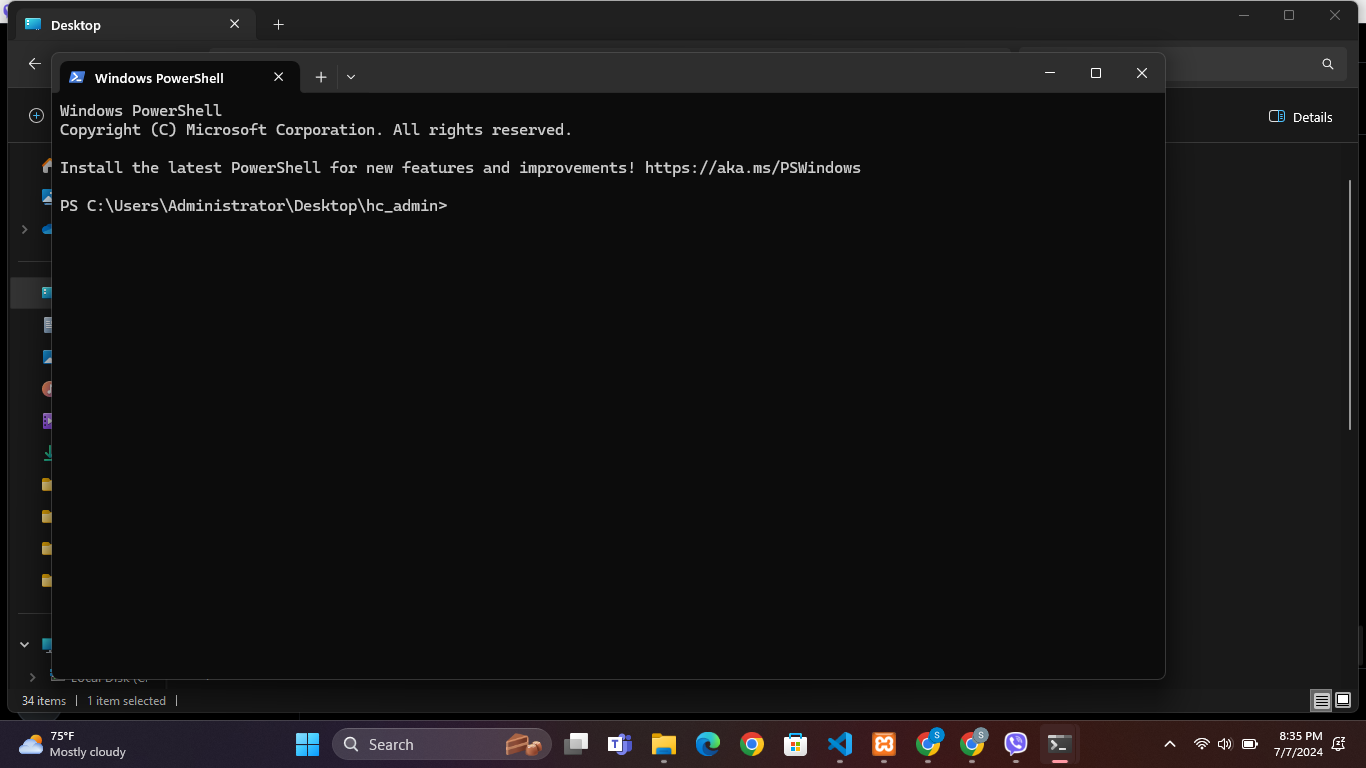 Desktop
Windows PowerShell
Windows PowerShell
Copyright (C) Microsoft Corporation. All rights reserved.
Install the latest PowerShell for new features and improvements! https://aka.ms/PSWindows
PS C:\Users\Administrator\Desktop\hc_admin>
Details
Local Disk (C:
34 items
1 item selected
75°F
Mostly cloudy
Search
S
S
8:35 PM
7/7/2024